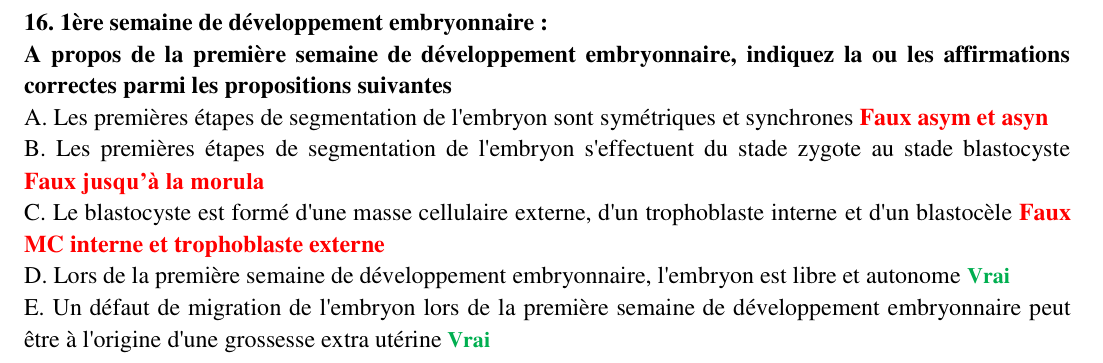 16. 1ère semaine de développement embryonnaire :
A propos de la première semaine de développement embryonnaire, indiquez la ou les affirmations
correctes parmi les propositions suivantes
A. Les premières étapes de segmentation de l'embryon sont symétriques et synchrones Faux asym et asyn
B. Les premières étapes de segmentation de l'embryon s'effectuent du stade zygote au stade blastocyste
Faux jusqu’à la morula
C. Le blastocyste est formé d'une masse cellulaire externe, d'un trophoblaste interne et d'un blastocèle Faux
MC interne et trophoblaste externe
D. Lors de la première semaine de développement embryonnaire, l'embryon est libre et autonome Vrai
E. Un défaut de migration de l'embryon lors de la première semaine de développement embryonnaire peut
être à l'origine d'une grossesse extra utérine Vrai